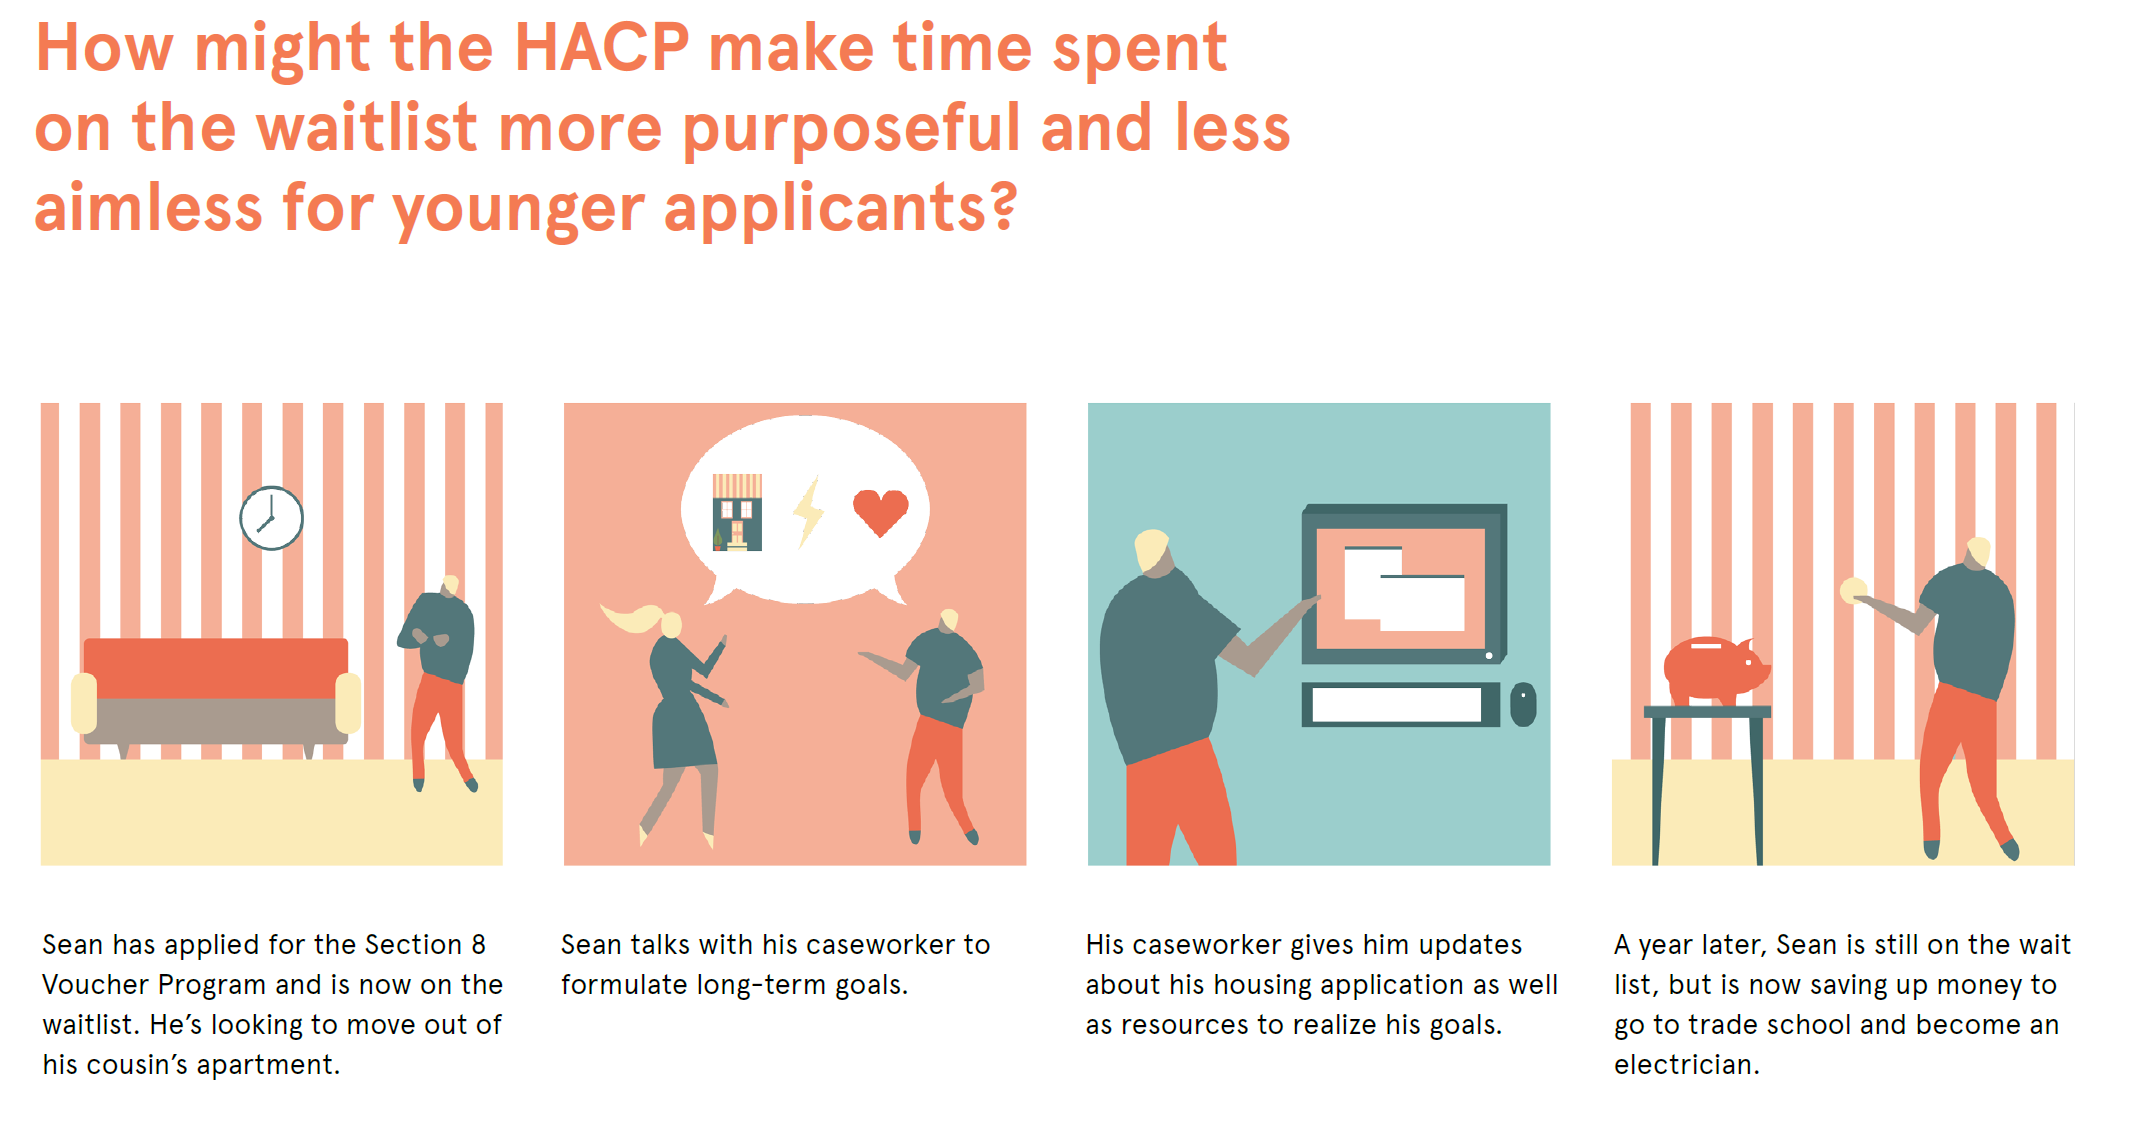 How might the HACP make time spent
on the waitlist more purposeful and less
aimless for younger applicants?
Sean has applied for the Section 8
Voucher Program and is now on the
waitlist. He’s looking to move out of
his cousin’s apartment.
Sean talks with his caseworker to
formulate long-term goals.
His caseworker gives him updates
about his housing application as well
as resources to realize his goals.
A year later, Sean is still on the wait
list, but is now saving up money to
go to trade school and become an
electrician.